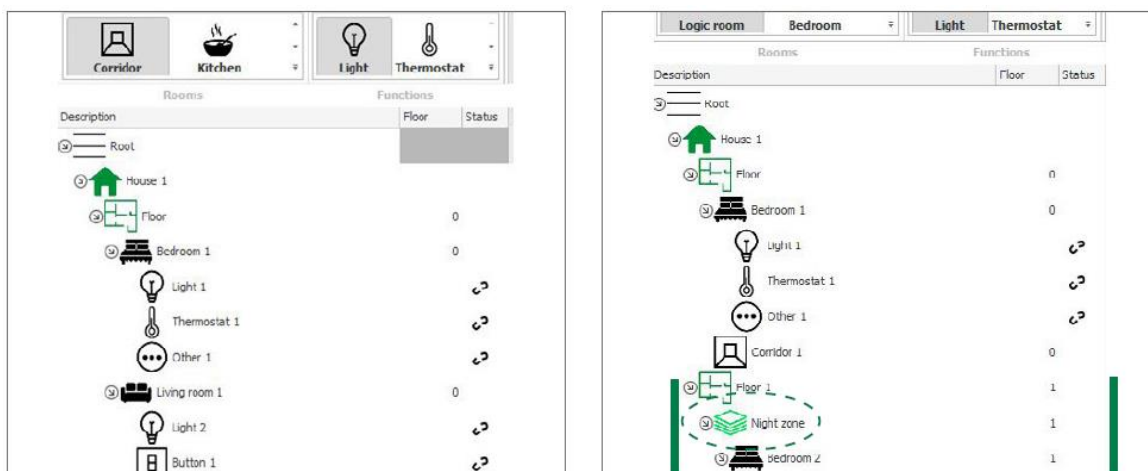 Corridor Kitchen Light Thermostat
Rooms Functions
Description Floor Status
Root
House 1
Floor 0
Bedroom 1 0
Light 1
Thermostat 1
Other 1
Living room 1 0
Light 2
Button 1
Logic room Bedroom Light Thermostat
Rooms Functions
Description Floor Status
Root
House 1
Floor 0
Bedroom 1 0
Light 1
Thermostat 1
Other 1
Corridor 1 0
Floor 1 1
Night zone 1
Bedroom 2 1